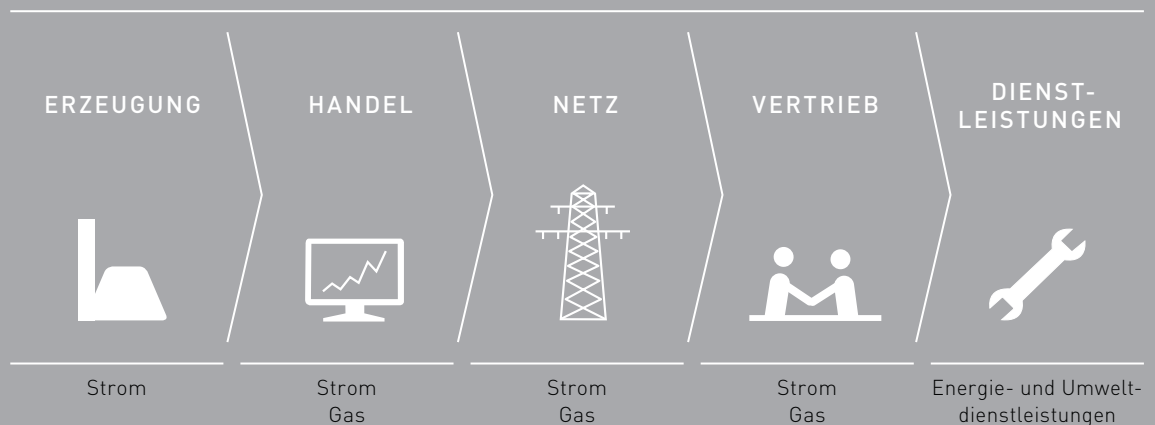 ERZEUGUNG
HANDEL
NETZ
VERTRIEB
DIENST-
LEISTUNGEN
Strom
Strom
Gas
Strom
Gas
Strom
Gas
Energie- und Umwelt-
dienstleistungen